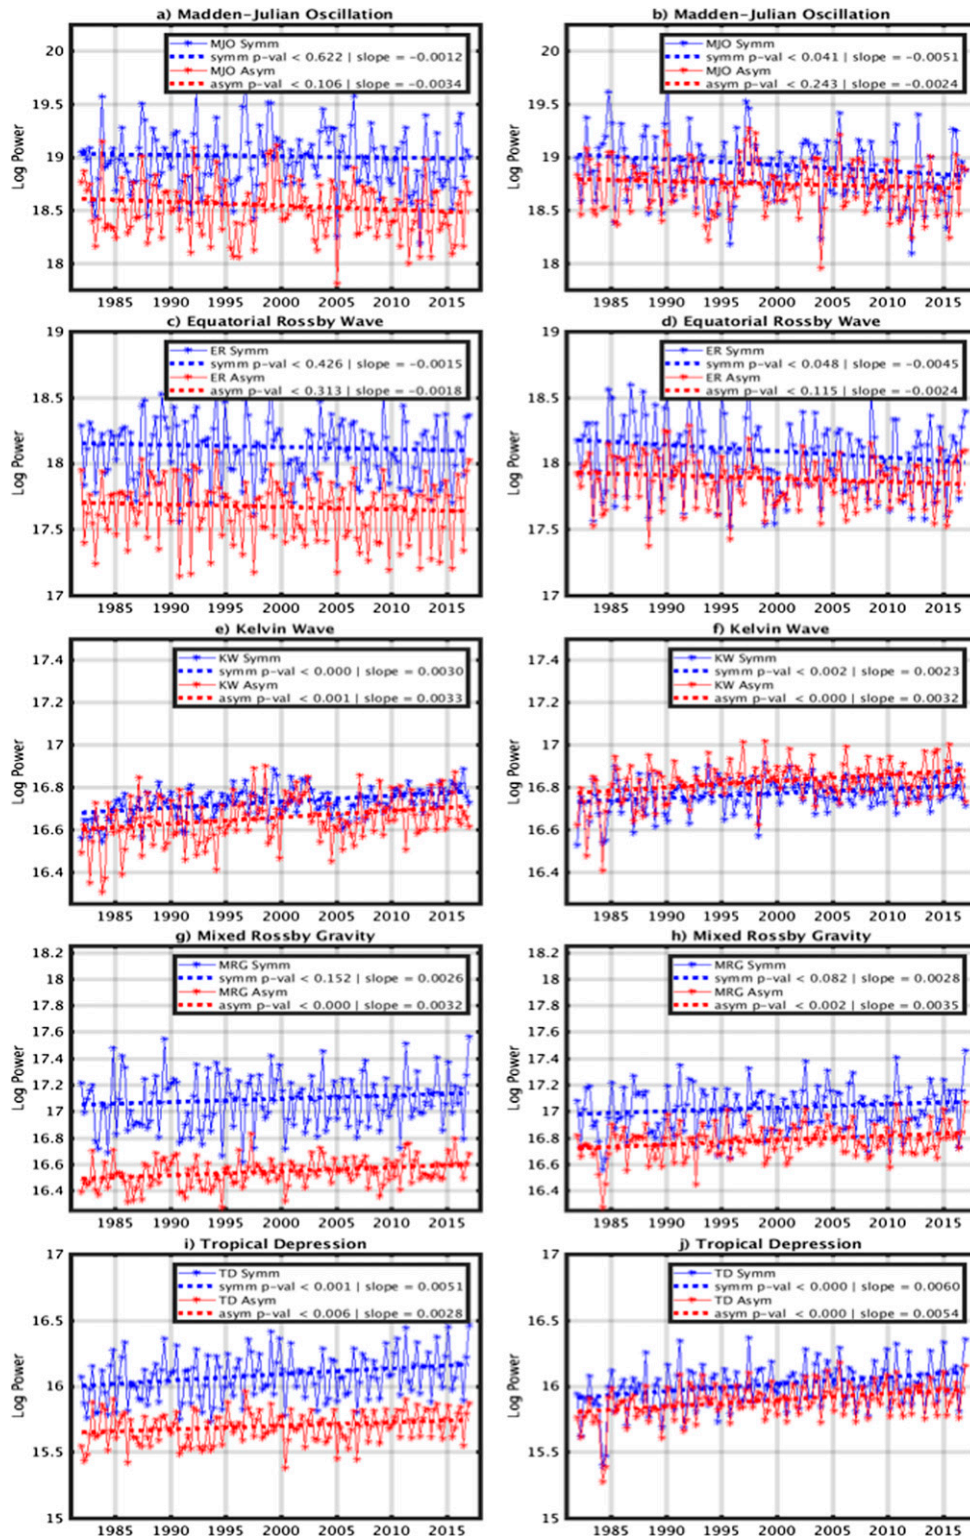 a) Madden-Julian Oscillation
20
19.5
19
18.5
18
Log Power
MJO Symm
symm p-val < 0.622 | slope = -0.0012
MJO Asym
asym p-val < 0.106 | slope = -0.0034
1985 1990 1995 2000 2005 2010 2015
b) Madden-Julian Oscillation
20
19.5
19
18.5
18
Log Power
MJO Symm
symm p-val < 0.041 | slope = -0.0051
MJO Asym
asym p-val < 0.243 | slope = -0.0024
1985 1990 1995 2000 2005 2010 2015
c) Equatorial Rossby Wave
19
18.5
18
17.5
17
Log Power
ER Symm
symm p-val < 0.426 | slope = -0.0015
ER Asym
asym p-val < 0.313 | slope = -0.0018
1985 1990 1995 2000 2005 2010 2015
d) Equatorial Rossby Wave
19
18.5
18
17.5
17
Log Power
ER Symm
symm p-val < 0.048 | slope = -0.0045
ER Asym
asym p-val < 0.115 | slope = -0.0024
1985 1990 1995 2000 2005 2010 2015
e) Kelvin Wave
17.4
17.2
17
16.8
16.6
16.4
Log Power
KW Symm
symm p-val < 0.000 | slope = 0.0030
KW Asym
asym p-val < 0.001 | slope = 0.0033
1985 1990 1995 2000 2005 2010 2015
f) Kelvin Wave
17.4
17.2
17
16.8
16.6
16.4
Log Power
KW Symm
symm p-val < 0.002 | slope = 0.0023
KW Asym
asym p-val < 0.000 | slope = 0.0032
1985 1990 1995 2000 2005 2010 2015
g) Mixed Rossby Gravity
18.2
18
17.8
17.6
17.4
17.2
17
16.8
16.6
16.4
Log Power
MRG Symm
symm p-val < 0.152 | slope = 0.0026
MRG Asym
asym p-val < 0.000 | slope = 0.0032
1985 1990 1995 2000 2005 2010 2015
h) Mixed Rossby Gravity
18.2
18
17.8
17.6
17.4
17.2
17
16.8
16.6
16.4
Log Power
MRG Symm
symm p-val < 0.082 | slope = 0.0028
MRG Asym
asym p-val < 0.002 | slope = 0.0035
1985 1990 1995 2000 2005 2010 2015
i) Tropical Depression
17
16.5
16
15.5
15
Log Power
TD Symm
symm p-val < 0.001 | slope = 0.0051
TD Asym
asym p-val < 0.006 | slope = 0.0028
1985 1990 1995 2000 2005 2010 2015
j) Tropical Depression
17
16.5
16
15.5
15
Log Power
TD Symm
symm p-val < 0.000 | slope = 0.0060
TD Asym
asym p-val < 0.000 | slope = 0.0054
1985 1990 1995 2000 2005 2010 2015